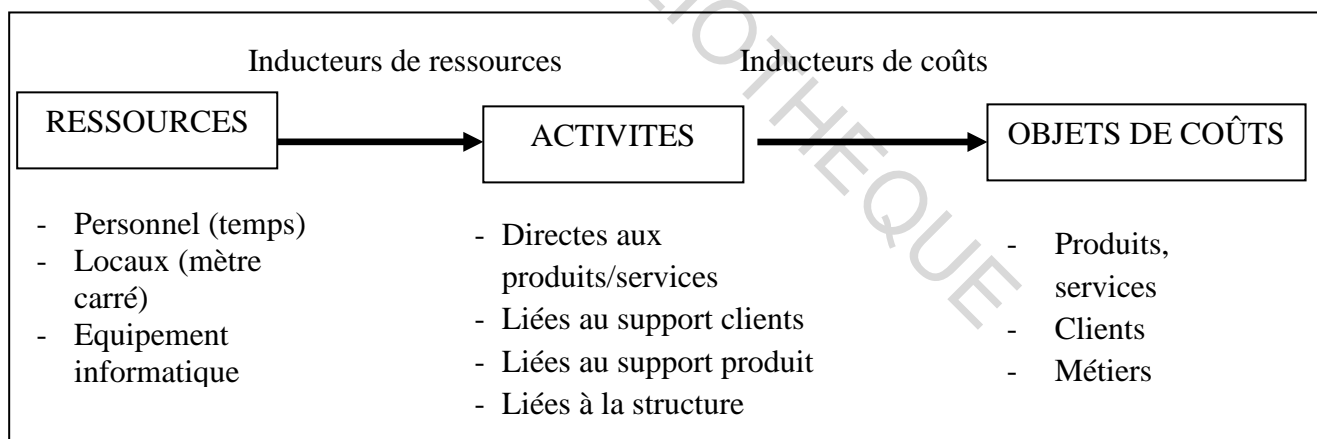 LIOTHEQUE
Inducteurs de ressources
Inducteurs de coûts
RESSOURCES
ACTIVITES
OBJETS DE COÛTS
- Personnel (temps)
- Locaux (mètre
carré)
- Equipement
informatique
- Directes aux
produits/services
- Liées au support clients
- Liées au support produit
- Liées à la structure
- Produits,
services
- Clients
- Métiers